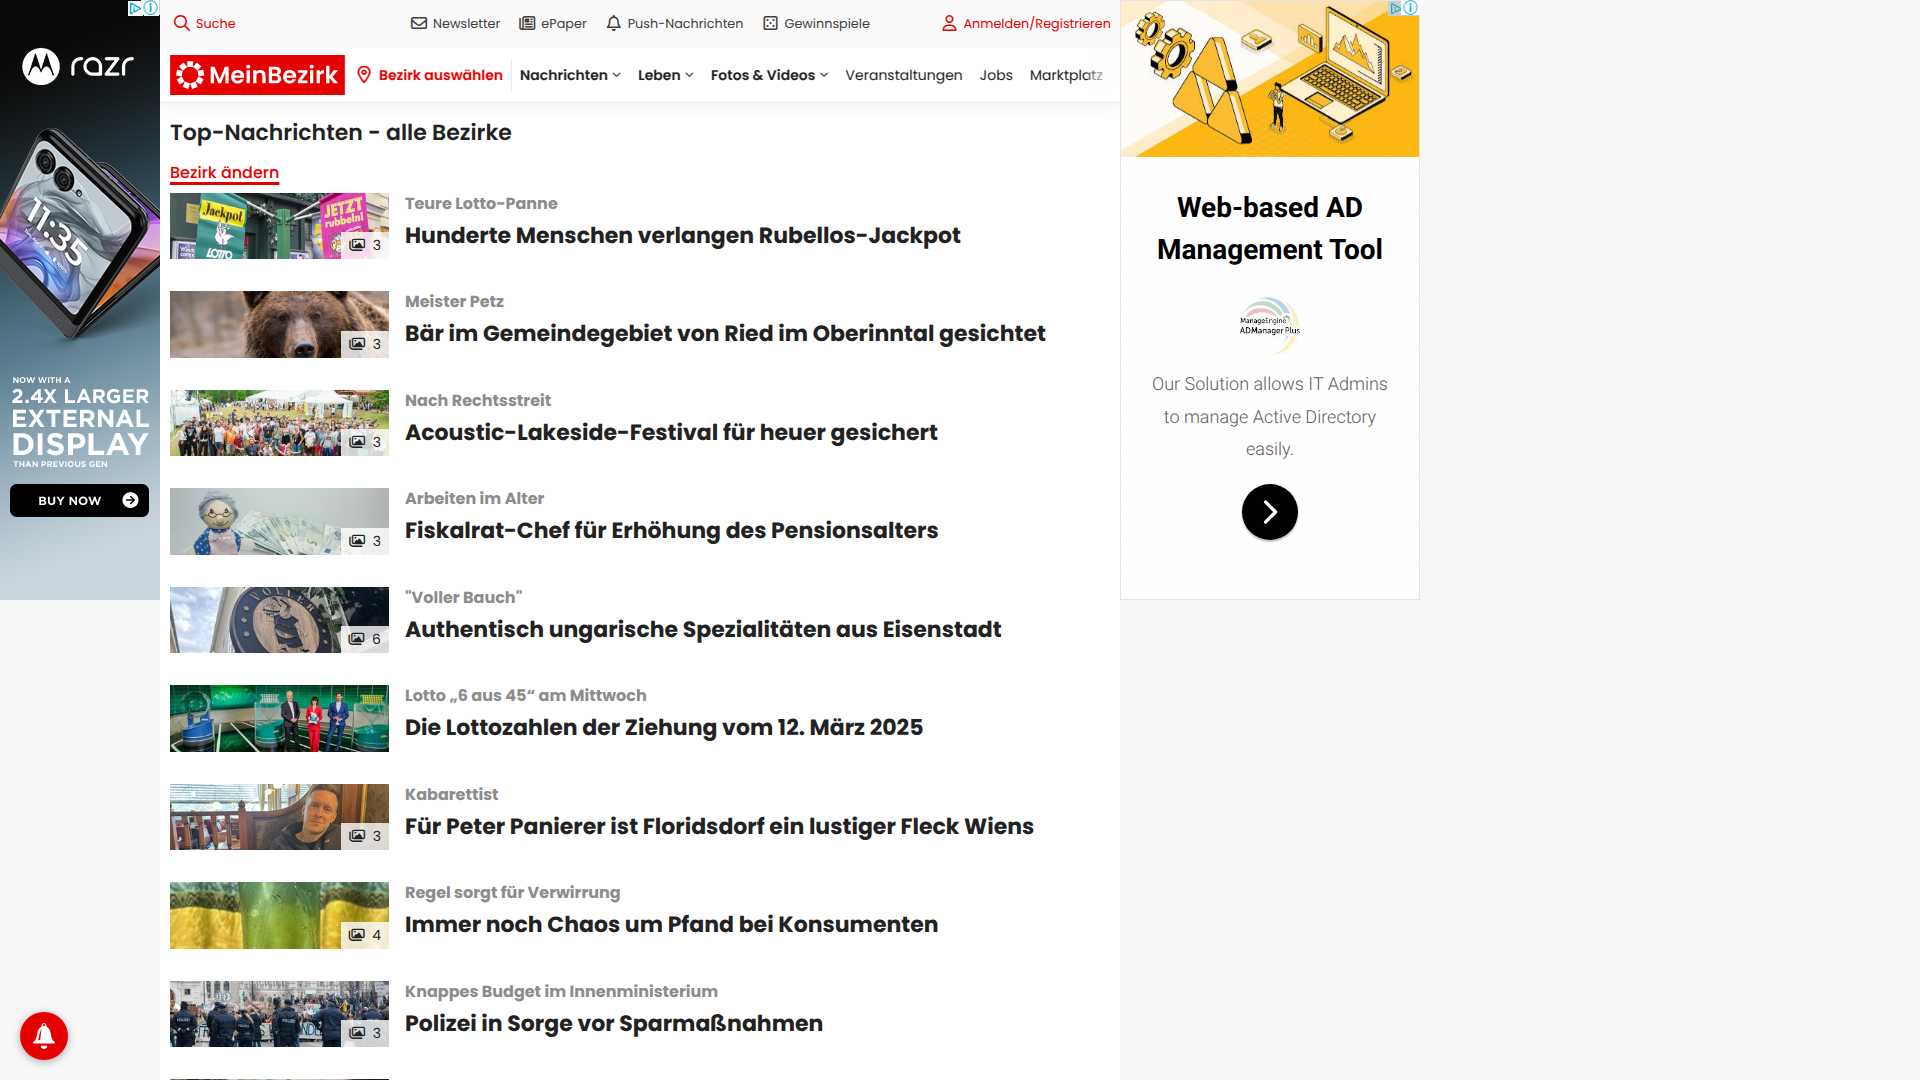 Suche
Newsletter
ePaper
Push-Nachrichten
Gewinnspiele
Anmelden/Registrieren
MeinBezirk
Bezirk auswählen
Nachrichten
Leben
Fotos & Videos
Veranstaltungen
Jobs
Marktplatz
razr
11:35
NOW WITH A
2.4X LARGER
EXTERNAL
DISPLAY
THAN PREVIOUS GEN
BUY NOW
Top-Nachrichten - alle Bezirke
Bezirk ändern
Jackpot
LOTTO
JETZT
rubbeln!
3
Teure Lotto-Panne
Hunderte Menschen verlangen Rubellos-Jackpot
3
Meister Petz
Bär im Gemeindegebiet von Ried im Oberinntal gesichtet
3
Nach Rechtsstreit
Acoustic-Lakeside-Festival für heuer gesichert
3
Arbeiten im Alter
Fiskalrat-Chef für Erhöhung des Pensionsalters
VOLLER
6
"Voller Bauch"
Authentisch ungarische Spezialitäten aus Eisenstadt
Lotto „6 aus 45“ am Mittwoch
Die Lottozahlen der Ziehung vom 12. März 2025
3
Kabarettist
Für Peter Panierer ist Floridsdorf ein lustiger Fleck Wiens
4
Regel sorgt für Verwirrung
Immer noch Chaos um Pfand bei Konsumenten
3
Knappes Budget im Innenministerium
Polizei in Sorge vor Sparmaßnahmen
Web-based AD
Management Tool
ManageEngine
ADManager Plus
Our Solution allows IT Admins
to manage Active Directory
easily.